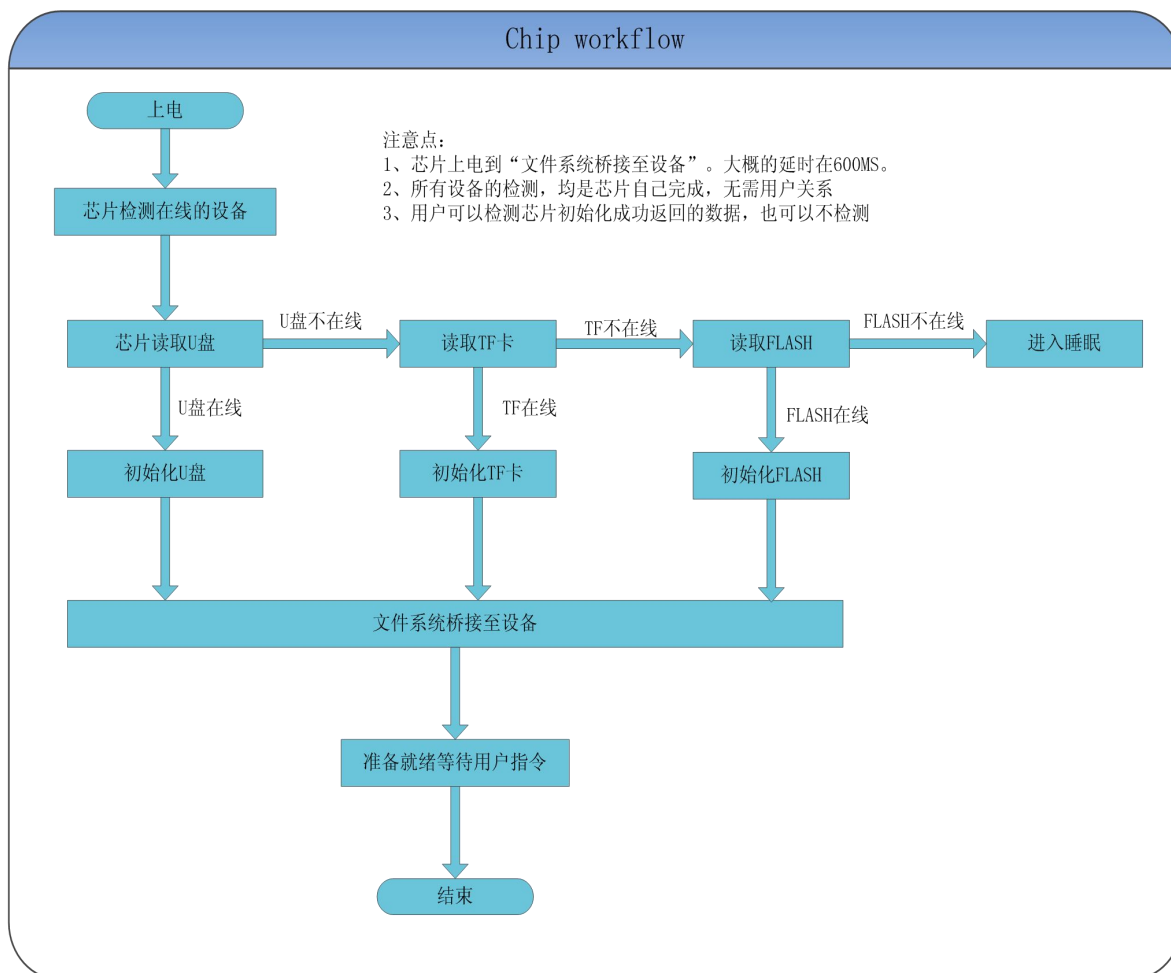 Chip workflow
上电
注意点:
1、芯片上电到“文件系统桥接至设备”。大概的延时在600MS。
2、所有设备的检测,均是芯片自己完成,无需用户关系
3、用户可以检测芯片初始化成功返回的数据,也可以不检测
芯片检测在线的设备
芯片读取U盘
U盘不在线
读取TF卡
TF不在线
读取FLASH
FLASH不在线
进入睡眠
U盘在线
TF在线
FLASH在线
初始化U盘
初始化TF卡
初始化FLASH
文件系统桥接至设备
准备就绪等待用户指令
结束